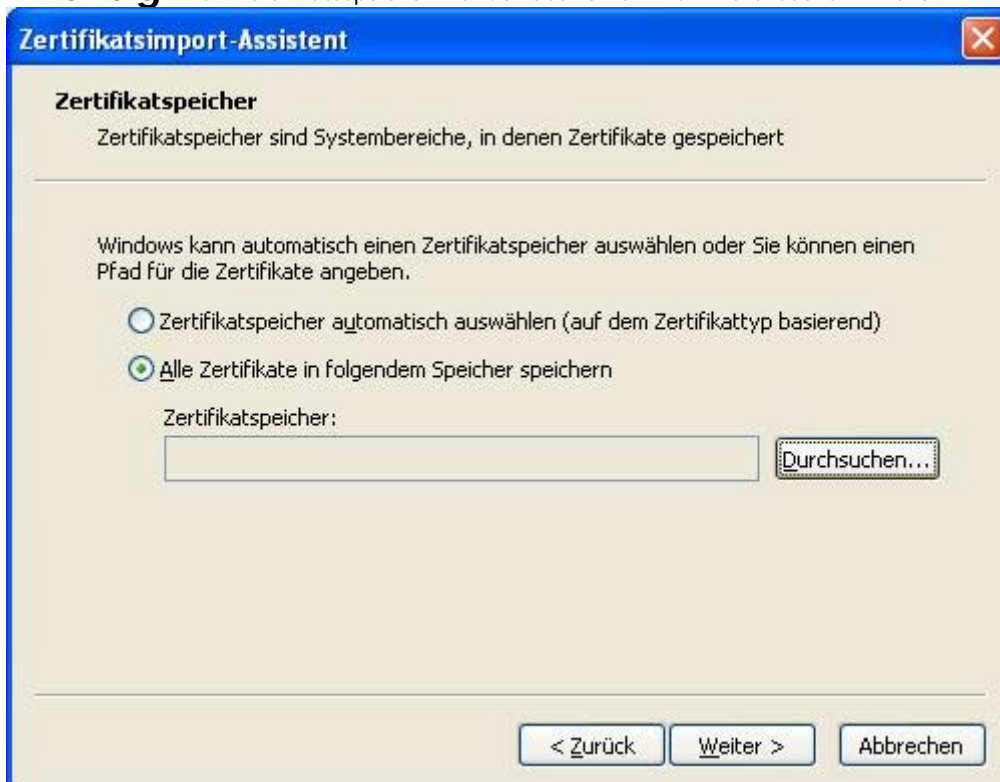 Zertifikatsimport-Assistent
Zertifikatspeicher
Zertifikatspeicher sind Systembereiche, in denen Zertifikate gespeichert
Windows kann automatisch einen Zertifikatspeicher auswählen oder Sie können einen
Pfad für die Zertifikate angeben.
Zertifikatspeicher automatisch auswählen (auf dem Zertifikattyp basierend)
Alle Zertifikate in folgendem Speicher speichern
Zertifikatspeicher:
Durchsuchen...
< Zurück
Weiter >
Abbrechen